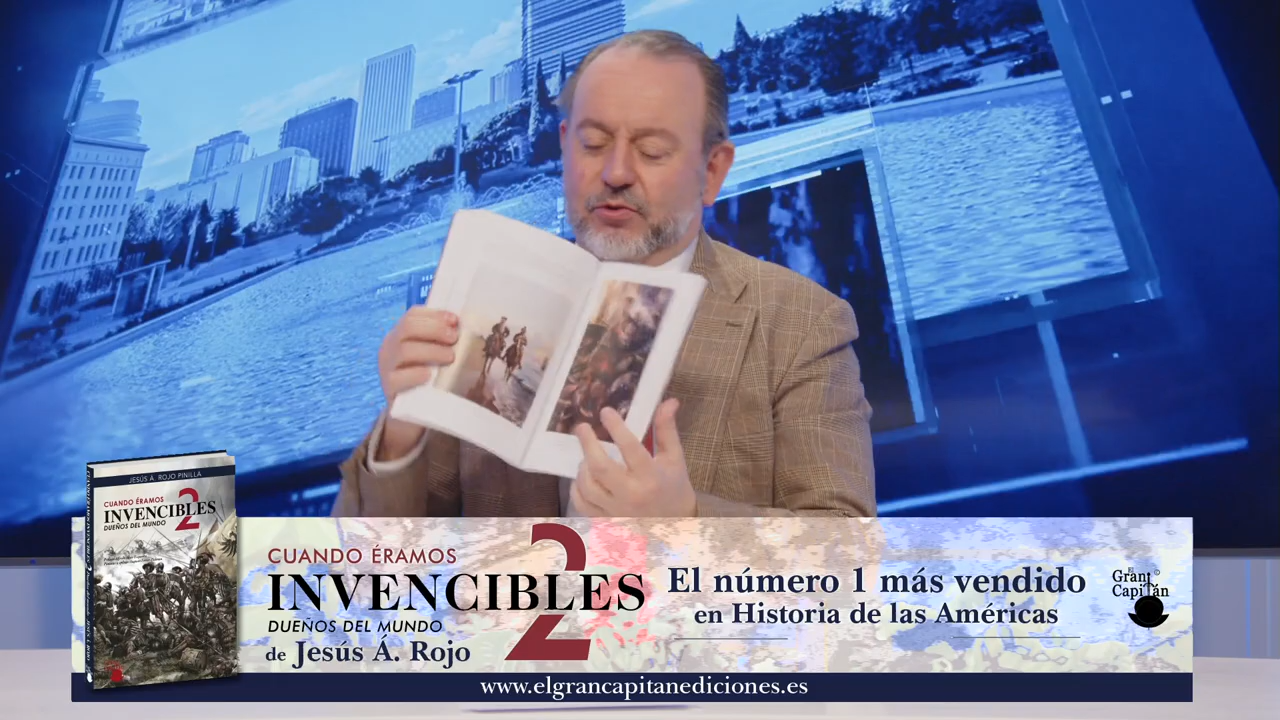 JESÚS Á. ROJO PINILLA
CUANDO ÉRAMOS
INVENCIBLES
2
DUEÑOS DEL MUNDO
CUANDO ÉRAMOS
INVENCIBLES
2
DUEÑOS DEL MUNDO
de Jesús Á. Rojo
El número 1 más vendido
en Historia de las Américas
El
Grant
Capitán
www.elgrancapitanediciones.es